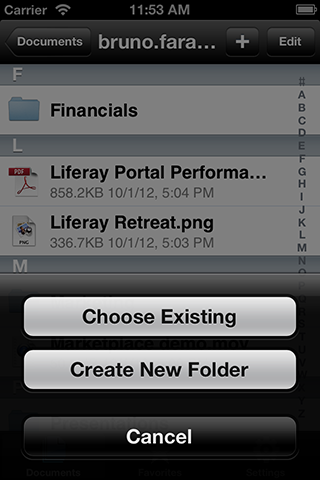 Carrier 11:53 AM
Documents bruno.fara... + Edit
F
Financials
L
Liferay Portal Performa...
858.2KB 10/1/12, 5:04 PM
Liferay Retreat.png
336.7KB 10/1/12, 5:03 PM
M
Choose Existing
Marketplace demo.mov
Create New Folder
Cancel
Documents Favorites Settings
PDF
PNG
#
A
B
C
D
E
F
G
H
I
J
K
L
M
N
O